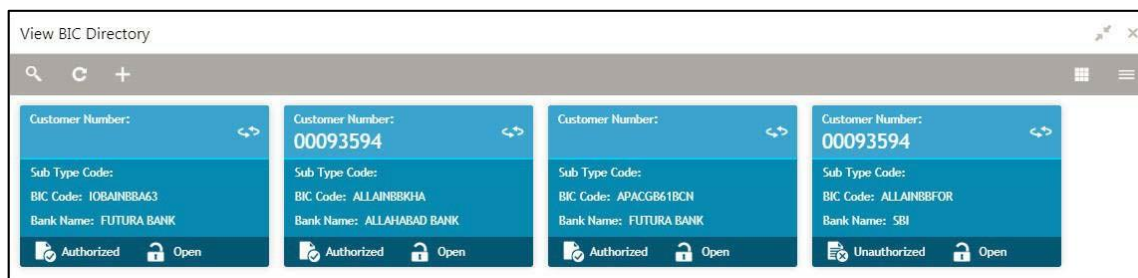 View BIC Directory
Customer Number:
Sub Type Code:
BIC Code: IOBAINBBA63
Bank Name: FUTURA BANK
Authorized Open
Customer Number:
00093594
Sub Type Code:
BIC Code: ALLAINBBKHA
Bank Name: ALLAHABAD BANK
Authorized Open
Customer Number:
Sub Type Code:
BIC Code: APACGB61BCN
Bank Name: FUTURA BANK
Authorized Open
Customer Number:
00093594
Sub Type Code:
BIC Code: ALLAINBBFOR
Bank Name: SBI
Unauthorized Open